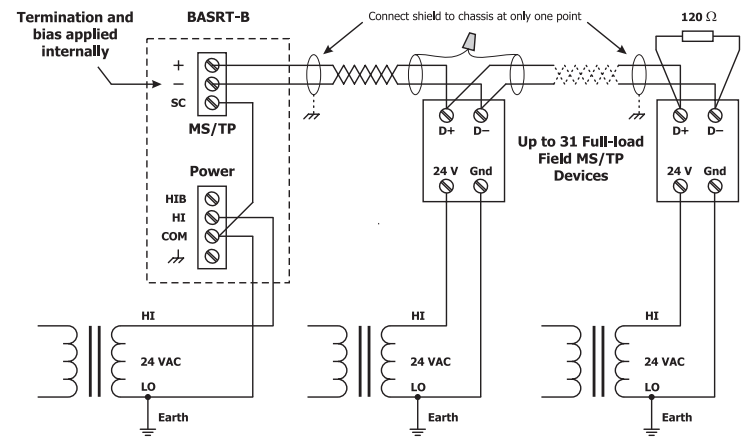 Termination and
bias applied
internally
BASRT-B
Connect shield to chassis at only one point
120 Ω
+
−
SC
MS/TP
D+ D−
Up to 31 Full-load
Field MS/TP
Devices
D+ D−
Power
24 V Gnd
24 V Gnd
HIB
HI
COM
HI
24 VAC
LO
Earth
HI
24 VAC
LO
Earth
HI
24 VAC
LO
Earth